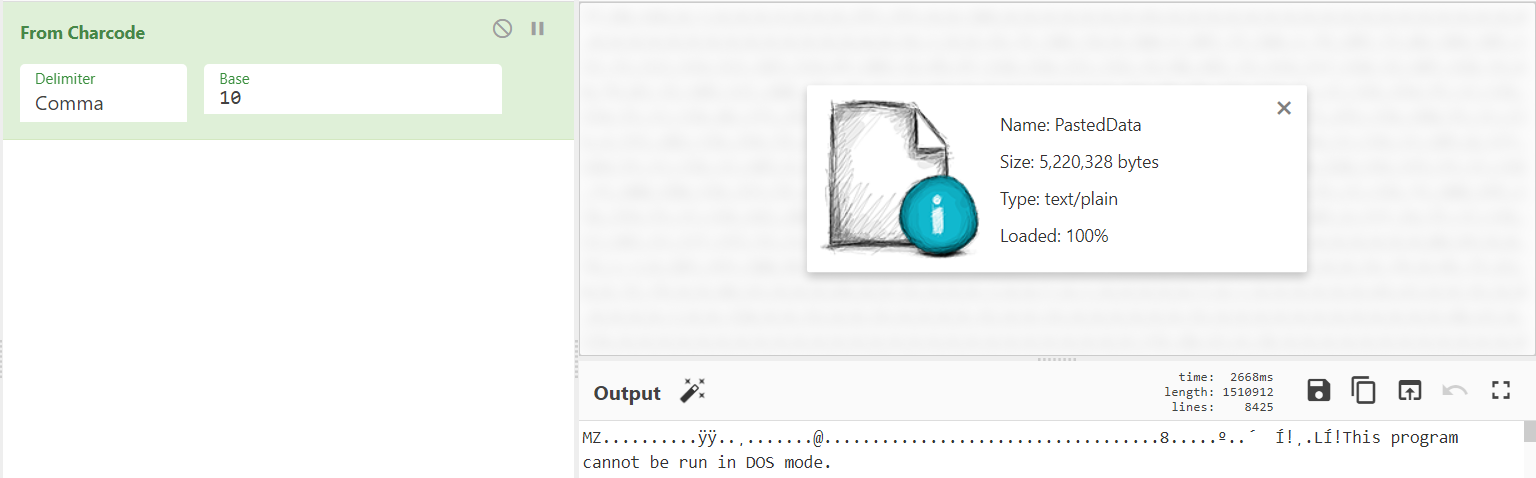 From Charcode
Delimiter
Comma
Base
10
Name: PastedData
Size: 5,220,328 bytes
Type: text/plain
Loaded: 100%
Output
time: 2668ms
length: 1510912
lines: 8425
MZ..........ÿÿ..¸.......@...................................8.....º..´ Í!¸.LÍ!This program
cannot be run in DOS mode.